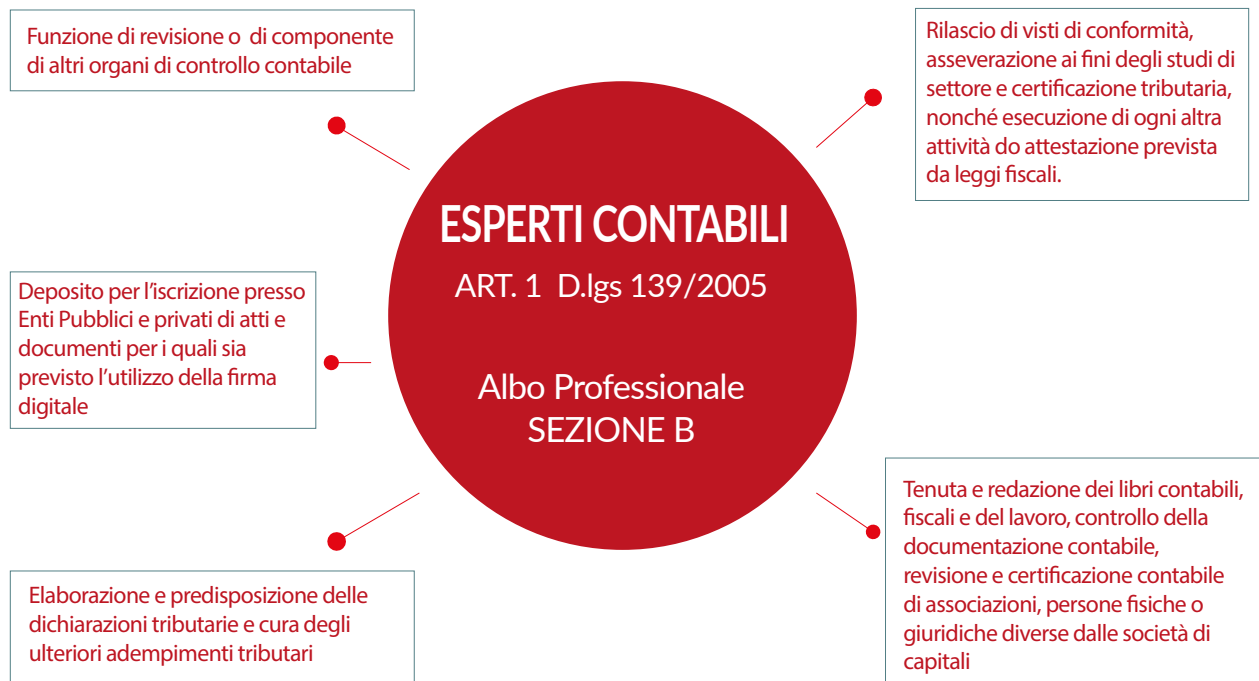 Funzione di revisione o  di componente
di altri organi di controllo contabile
Rilascio di visti di conformità,
asseverazione ai fini degli studi di
settore e certificazione tributaria,
nonché esecuzione di ogni altra
attività do attestazione prevista
da leggi fiscali.
ESPERTI CONTABILI
ART. 1  D.lgs 139/2005
Albo Professionale
SEZIONE B
Deposito per l'iscrizione presso
Enti Pubblici e privati di atti e
documenti per i quali sia
previsto l'utilizzo della firma
digitale
Elaborazione e predisposizione delle
dichiarazioni tributarie e cura degli
ulteriori adempimenti tributari
Tenuta e redazione dei libri contabili,
fiscali e del lavoro, controllo della
documentazione contabile,
revisione e certificazione contabile
di associazioni, persone fisiche o
giuridiche diverse dalle società di
capitali